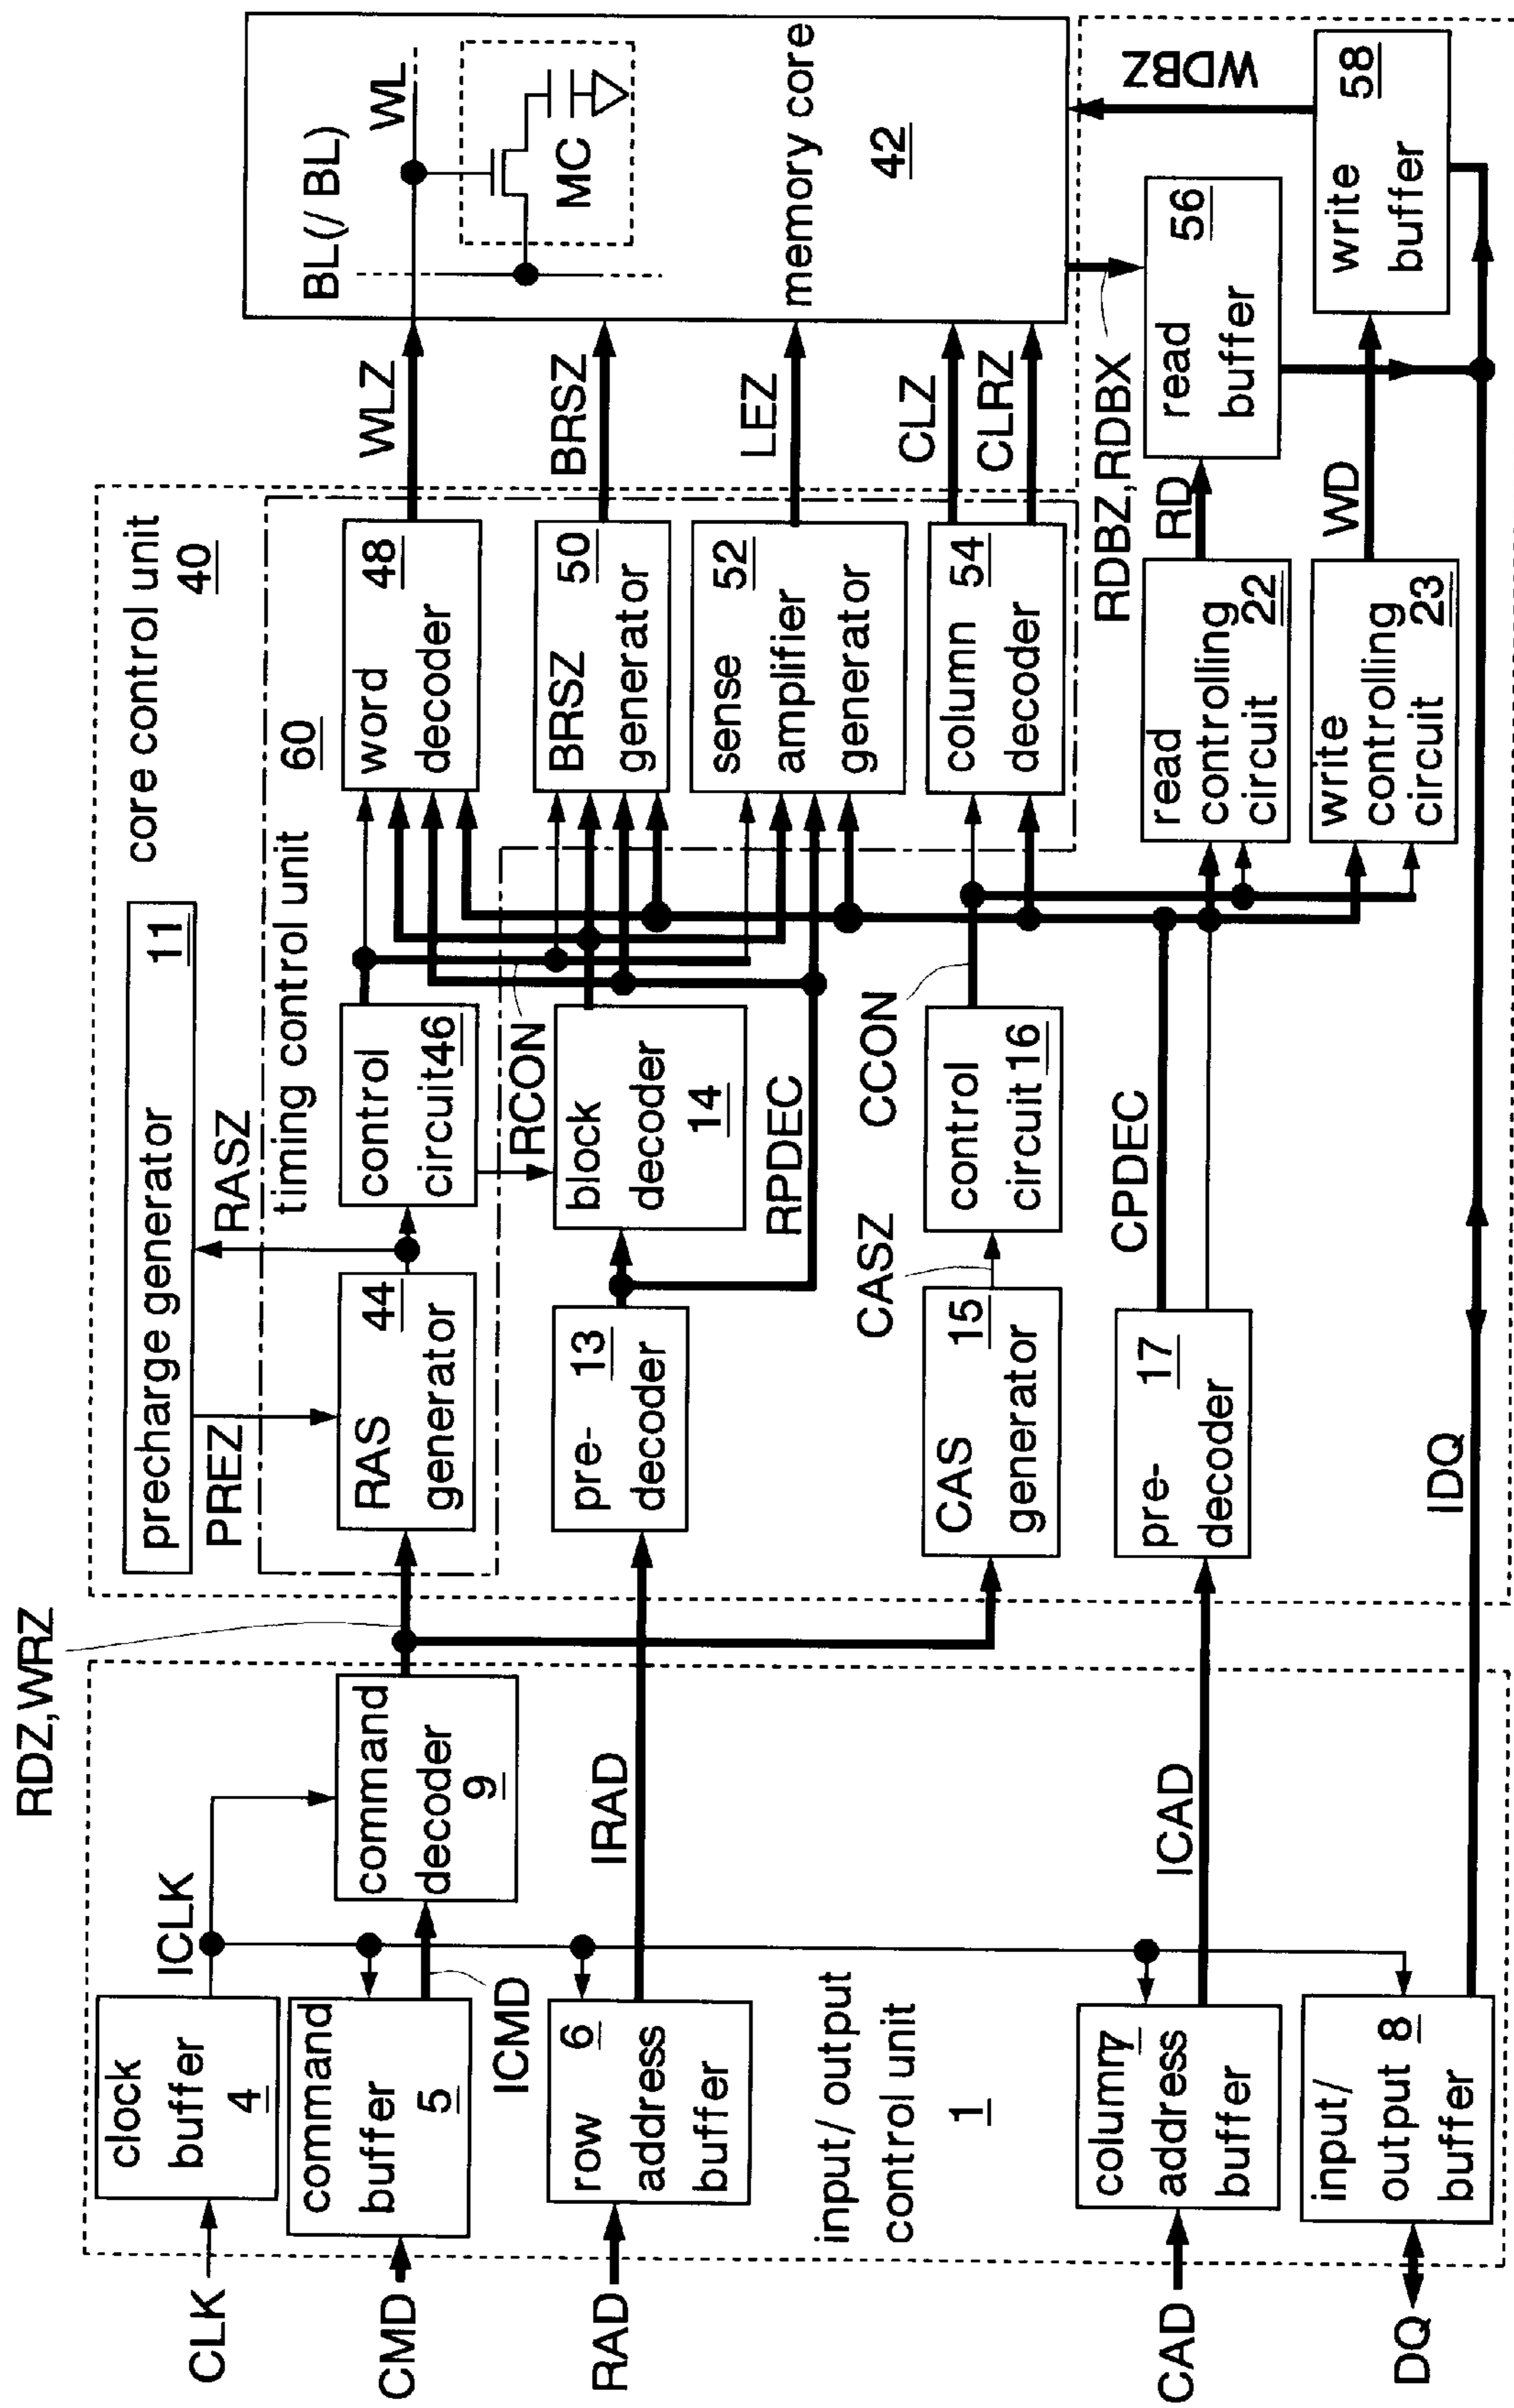 RDZ,WRZ
CLK
CMD
RAD
CAD
DQ
clock
buffer
4
ICLK
command
buffer
5
ICMD
command
decoder
9
row 6
address
buffer
IRAD
input/ output
control unit
1
column 7
address
buffer
ICAD
input/
output 8
buffer
IDQ
core control unit
40
precharge generator 11
PREZ
RASZ
timing control unit
60
RAS 44
generator
control
circuit 46
RCON
pre- 13
decoder
block
decoder
14
RPDEC
CAS 15
generator
CASZ
control
circuit 16
CCON
pre- 17
decoder
CPDEC
word 48
decoder
BRSZ 50
generator
sense 52
amplifier
generator
column 54
decoder
read
controlling
circuit 22
write
controlling
circuit 23
WLZ
BRSZ
LEZ
CLZ
CLRZ
RDBZ,RDBX
RD
WD
read 56
buffer
write 58
buffer
WDBZ
BL(/ BL)
WL
MC
memory core
42